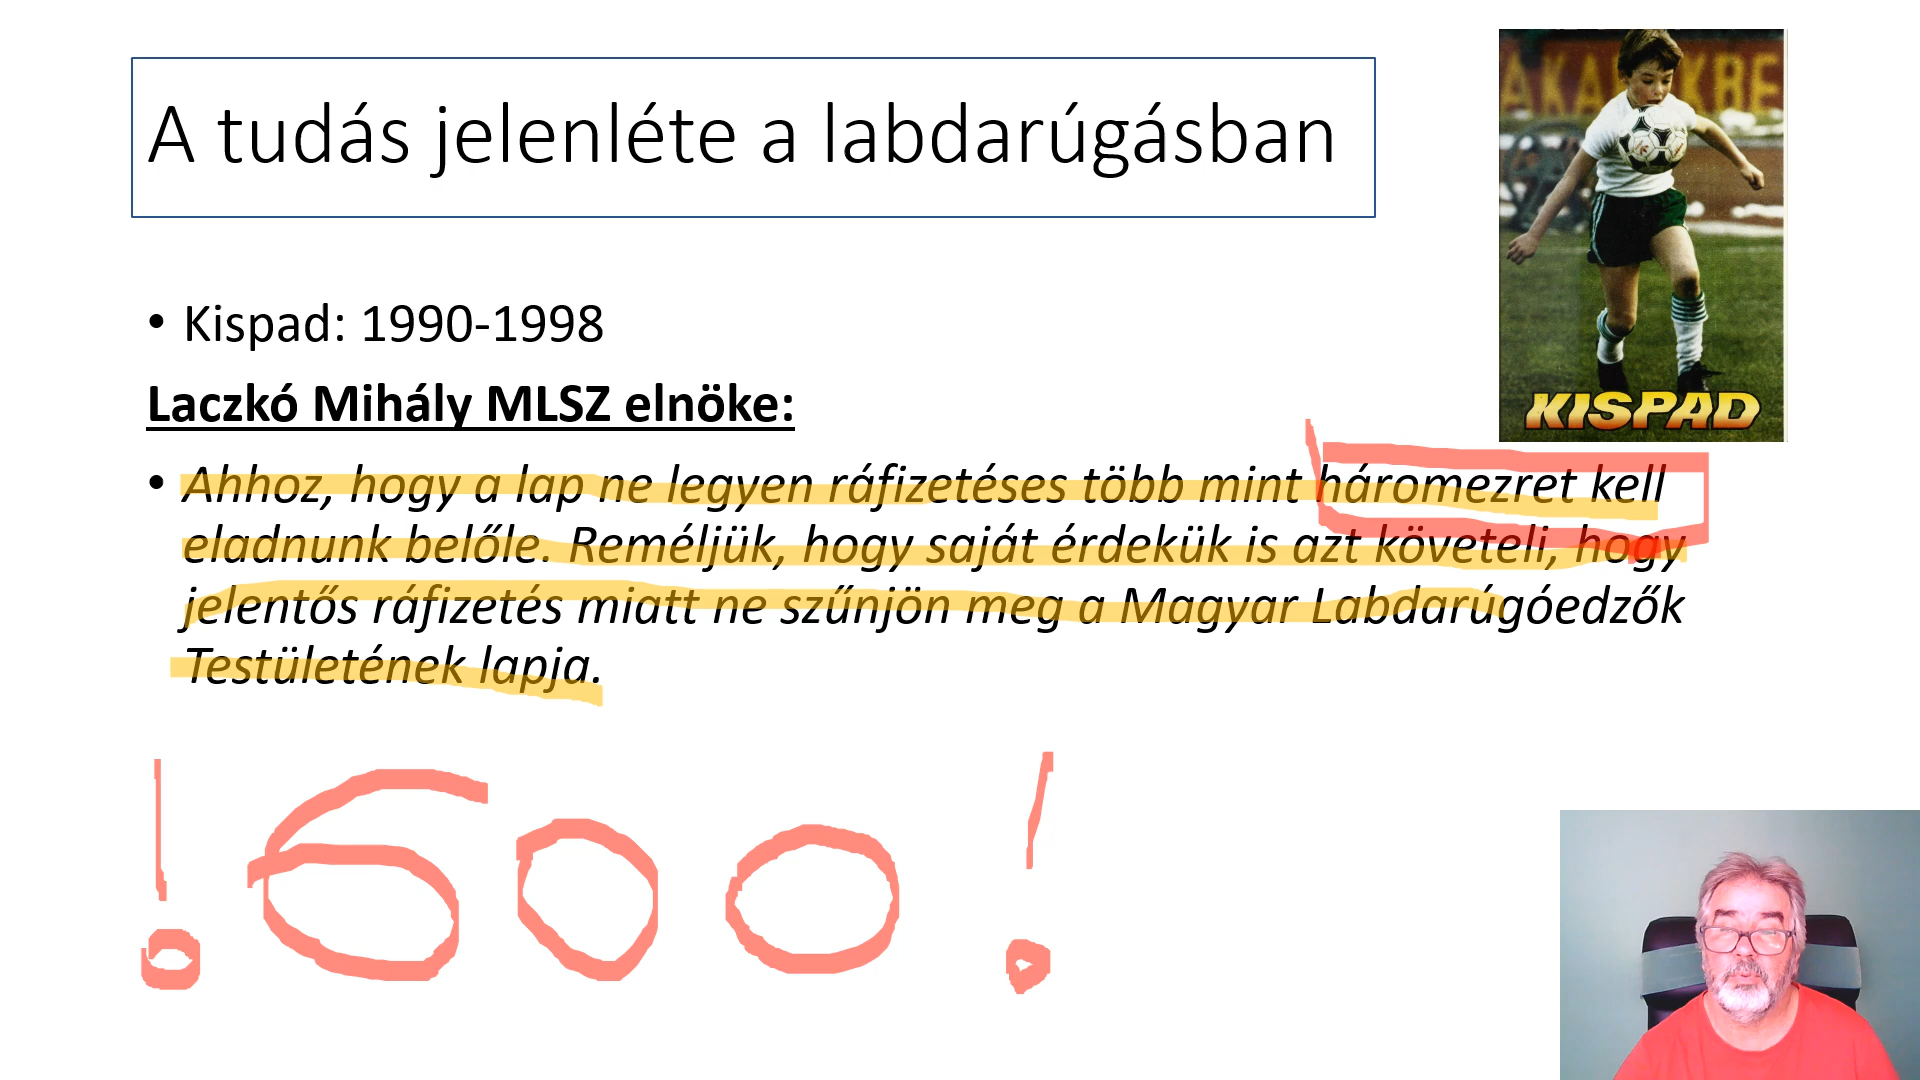 A tudás jelenléte a labdarúgásban
KISPAD
• Kispad: 1990-1998
Laczkó Mihály MLSZ elnöke:
• Ahhoz, hogy a lap ne legyen ráfizetéses több mint háromezret kell
eladnunk belőle. Reméljük, hogy saját érdekük is azt követeli, hogy
jelentős ráfizetés miatt ne szűnjön meg a Magyar Labdarúgóedzők
Testületének lapja.
! 600 !